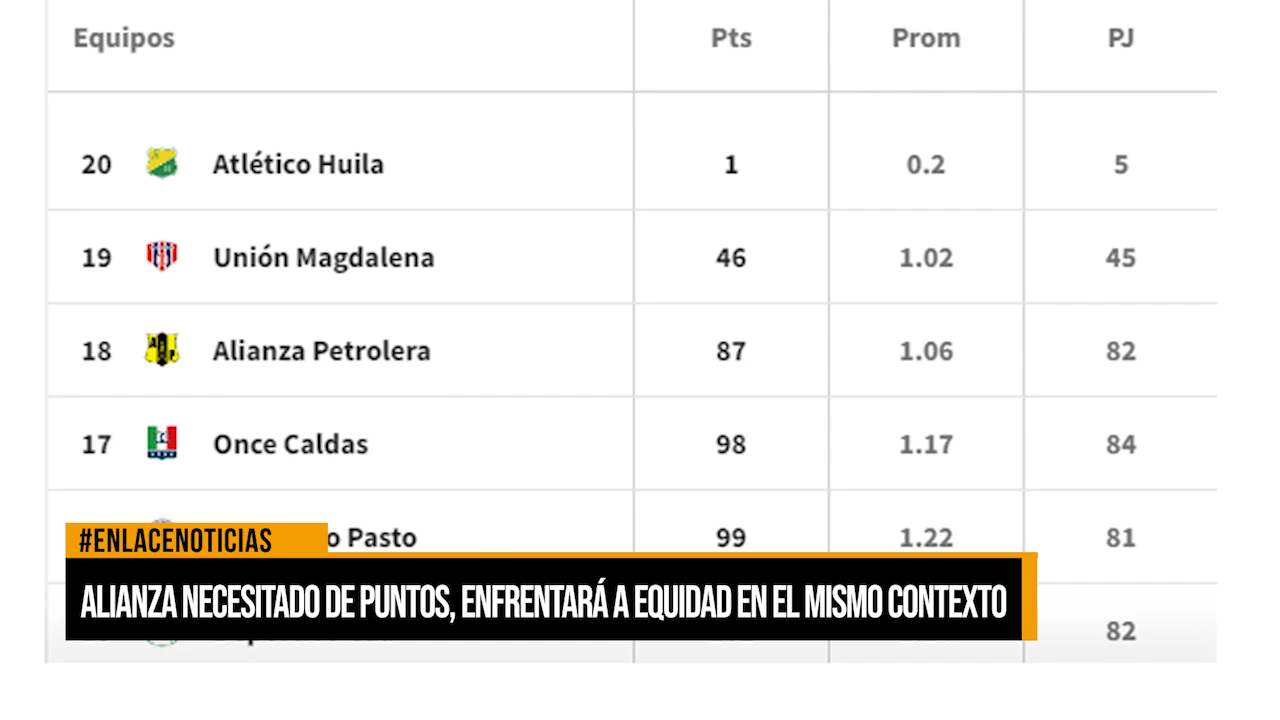 Equipos Pts Prom PJ
20 Atlético Huila 1 0.2 5
19 Unión Magdalena 46 1.02 45
18 Alianza Petrolera 87 1.06 82
17 Once Caldas 98 1.17 84
#ENLACENOTICIAS
o Pasto 99 1.22 81
ALIANZA NECESITADO DE PUNTOS, ENFRENTARÁ A EQUIDAD EN EL MISMO CONTEXTO
82